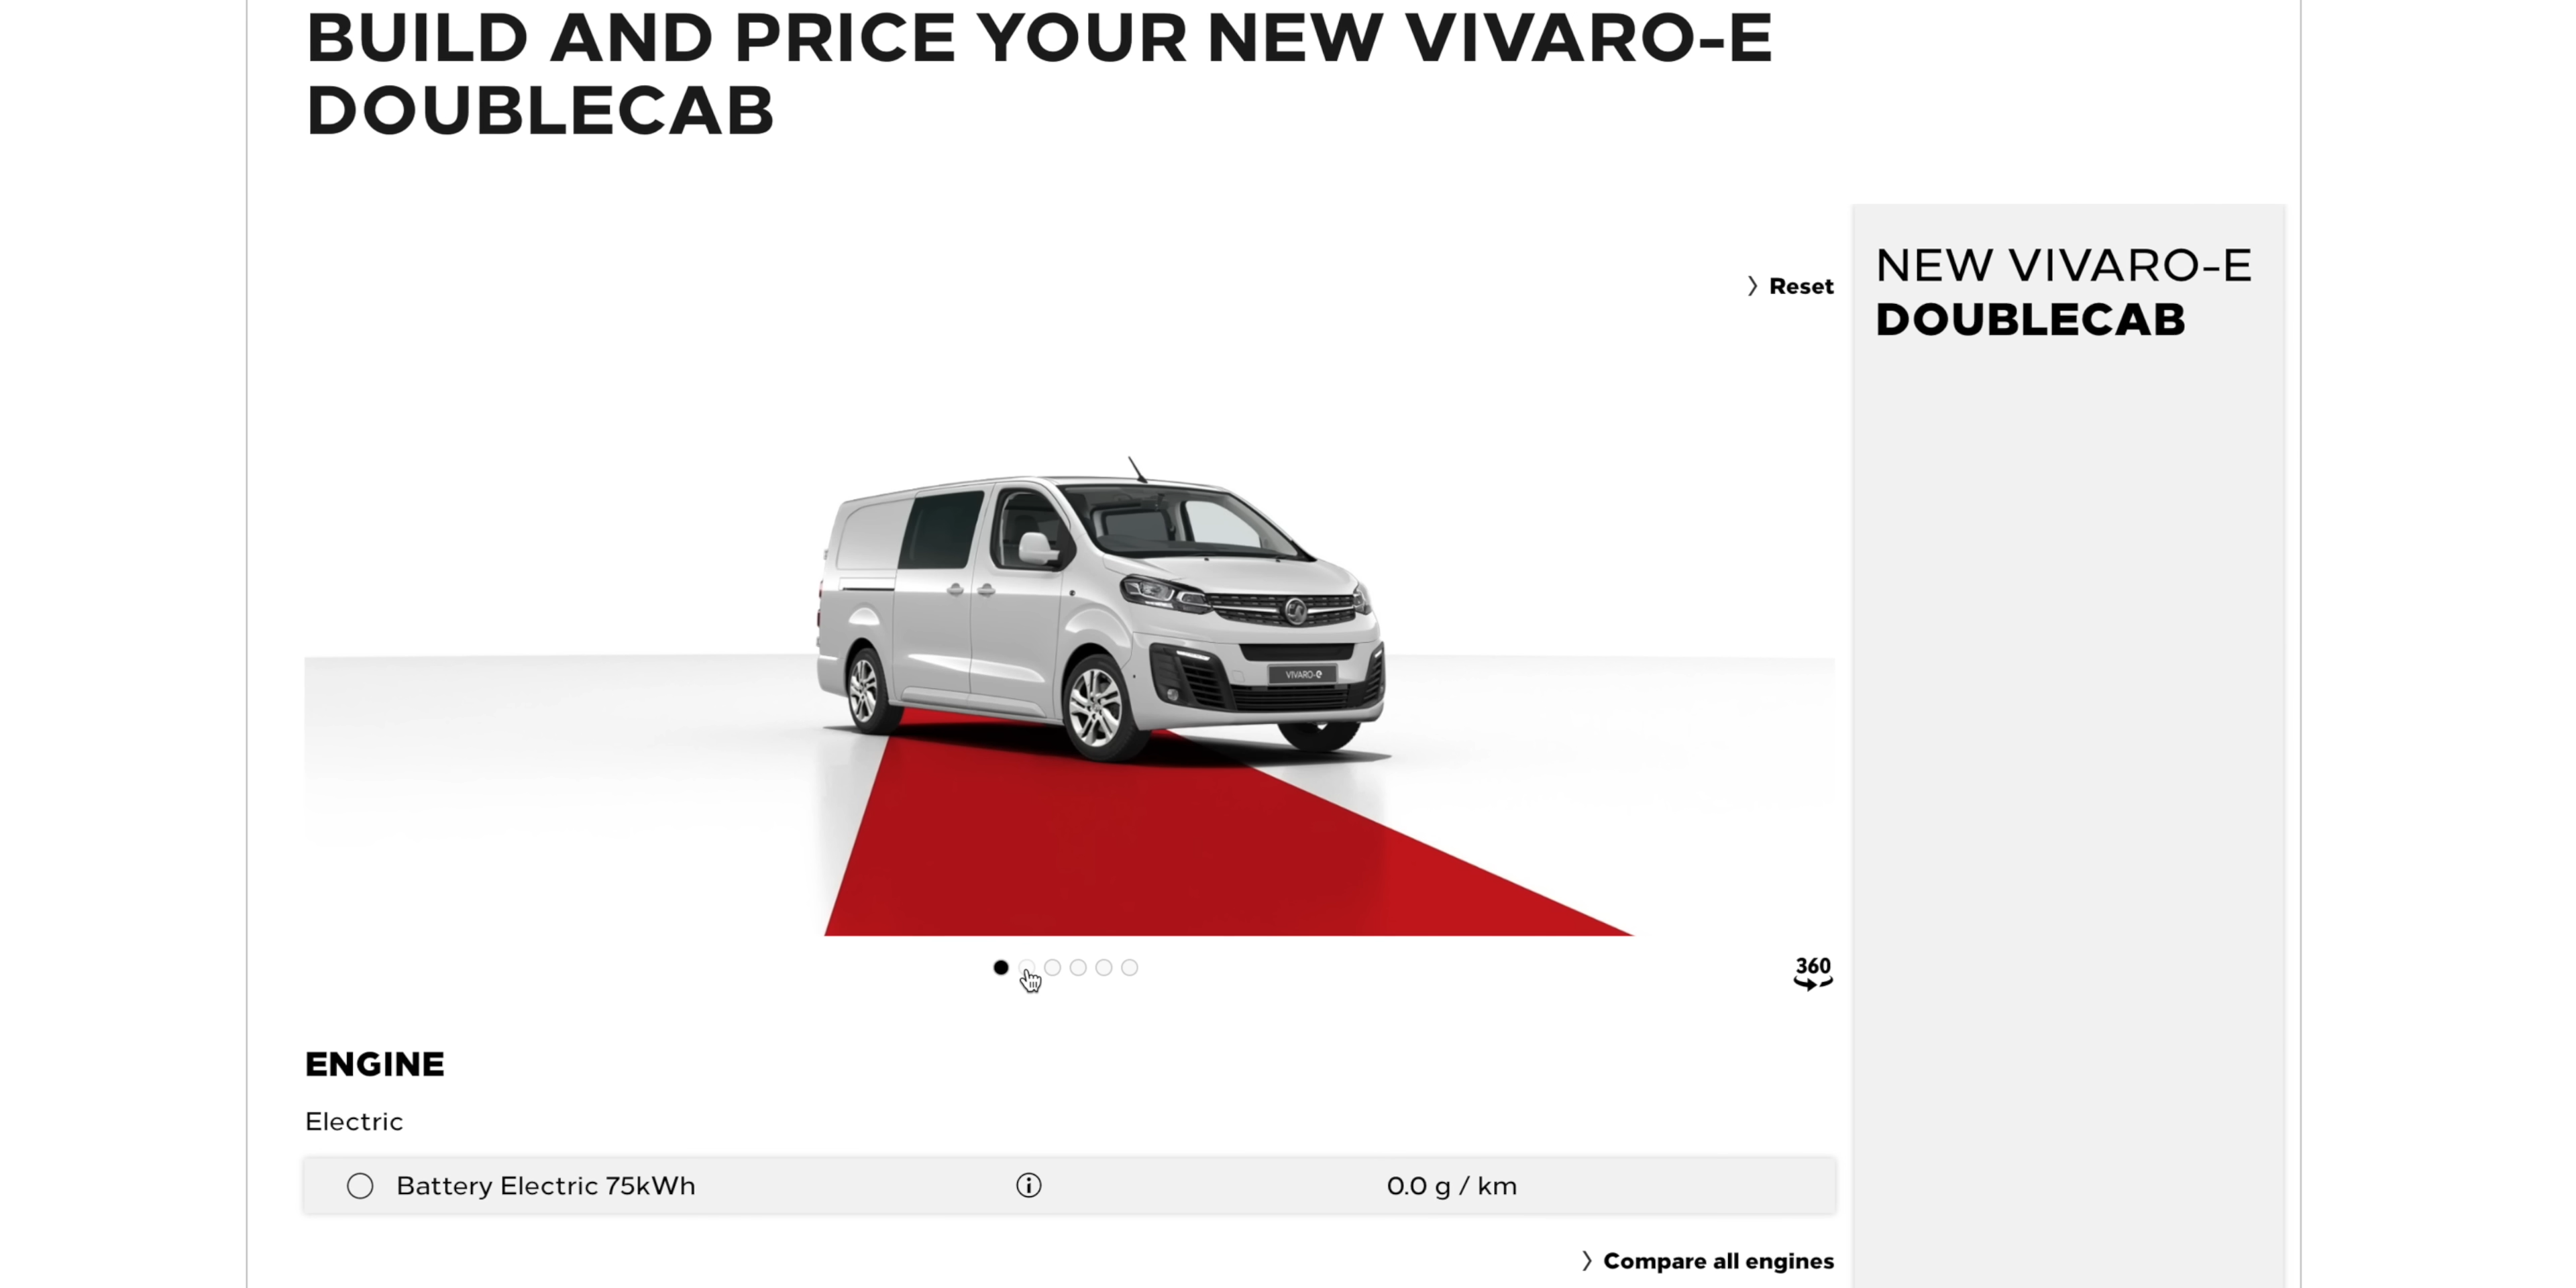 BUILD AND PRICE YOUR NEW VIVARO-E
DOUBLECAB
Reset
NEW VIVARO-E
DOUBLECAB
VIVARO-e
360
ENGINE
Electric
Battery Electric 75kWh
0.0 g / km
Compare all engines